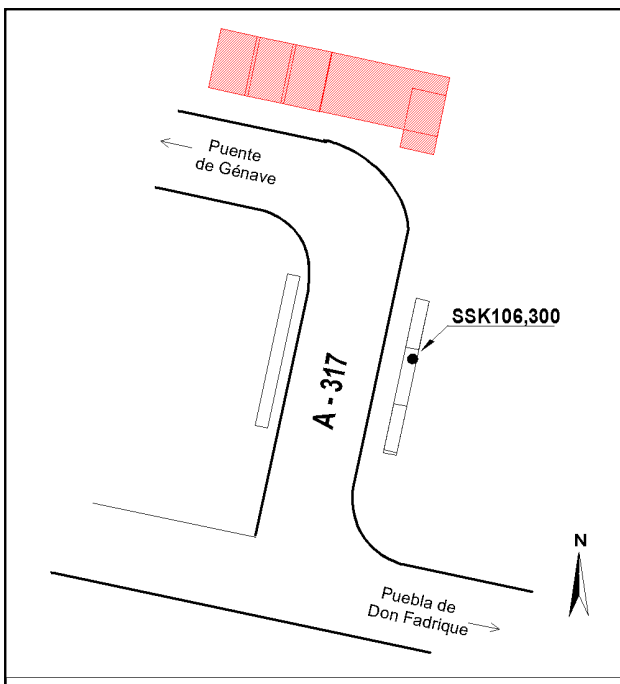 Puente
de Génave
SSK106,300
A - 317
N
Puebla de
Don Fadrique